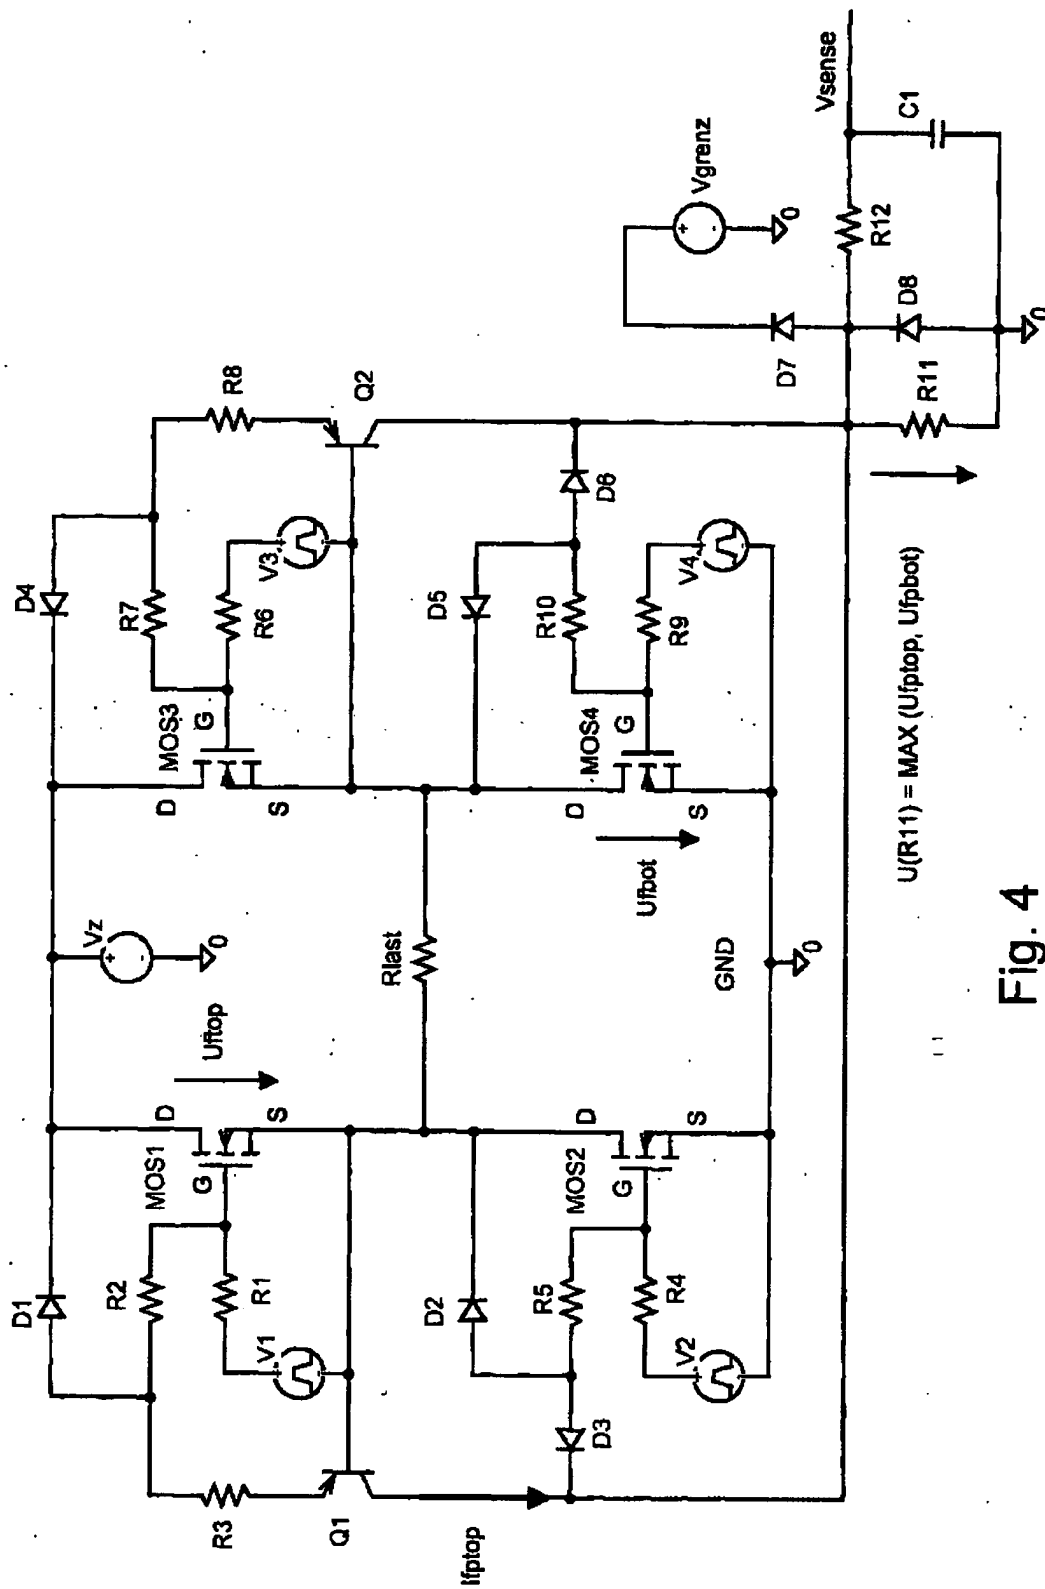 D1
R2
R1
V1
R3
Q1
Ifptop
MOS1
G
D
S
Uftop
Vz
0
D4
R7
R6
V3
R8
Q2
MOS3
G
D
S
Rlast
D2
R5
R4
V2
D3
MOS2
G
D
S
GND
0
Ufbot
D5
R10
R9
V4
D6
MOS4
G
D
S
Vgrenz
0
D7
D8
R11
R12
C1
Vsense
0
U(R11) = MAX (Ufptop, Ufpbot)
Fig. 4